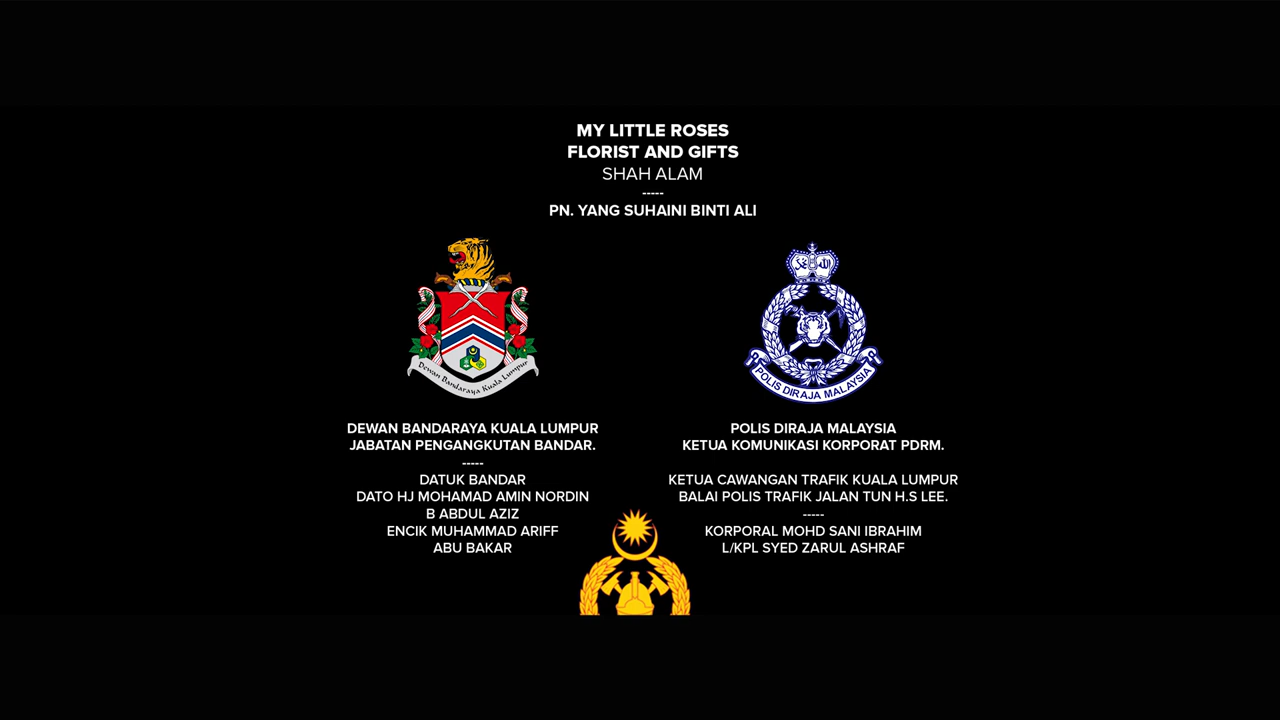 MY LITTLE ROSES
FLORIST AND GIFTS
SHAH ALAM
-----
PN. YANG SUHAINI BINTI ALI
Dewan Bandaraya Kuala Lumpur
DEWAN BANDARAYA KUALA LUMPUR
JABATAN PENGANGKUTAN BANDAR.
-----
DATUK BANDAR
DATO HJ MOHAMAD AMIN NORDIN
B ABDUL AZIZ
ENCIK MUHAMMAD ARIFF
ABU BAKAR
POLIS DIRAJA MALAYSIA
POLIS DIRAJA MALAYSIA
KETUA KOMUNIKASI KORPORAT PDRM.
KETUA CAWANGAN TRAFIK KUALA LUMPUR
BALAI POLIS TRAFIK JALAN TUN H.S LEE.
-----
KORPORAL MOHD SANI IBRAHIM
L/KPL SYED ZARUL ASHRAF